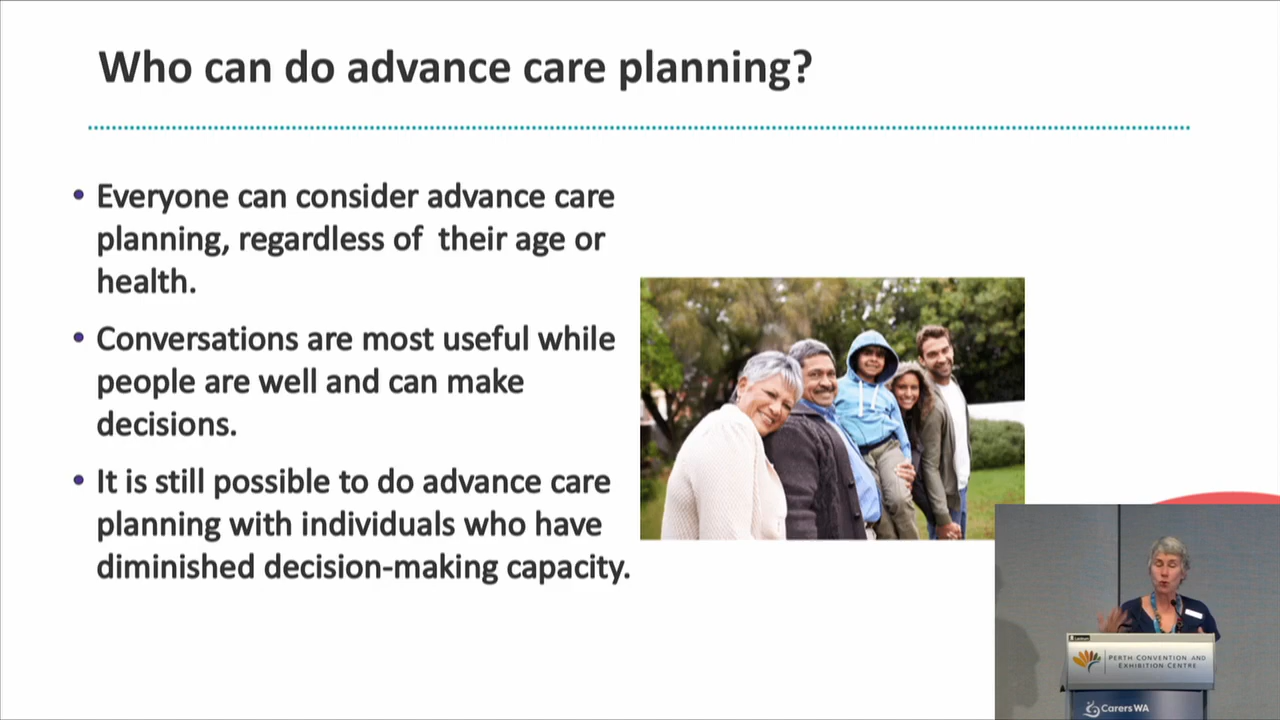 Who can do advance care planning?
• Everyone can consider advance care
planning, regardless of their age or
health.
• Conversations are most useful while
people are well and can make
decisions.
• It is still possible to do advance care
planning with individuals who have
diminished decision-making capacity.
PERTH CONVENTION AND
EXHIBITION CENTRE
Carers WA